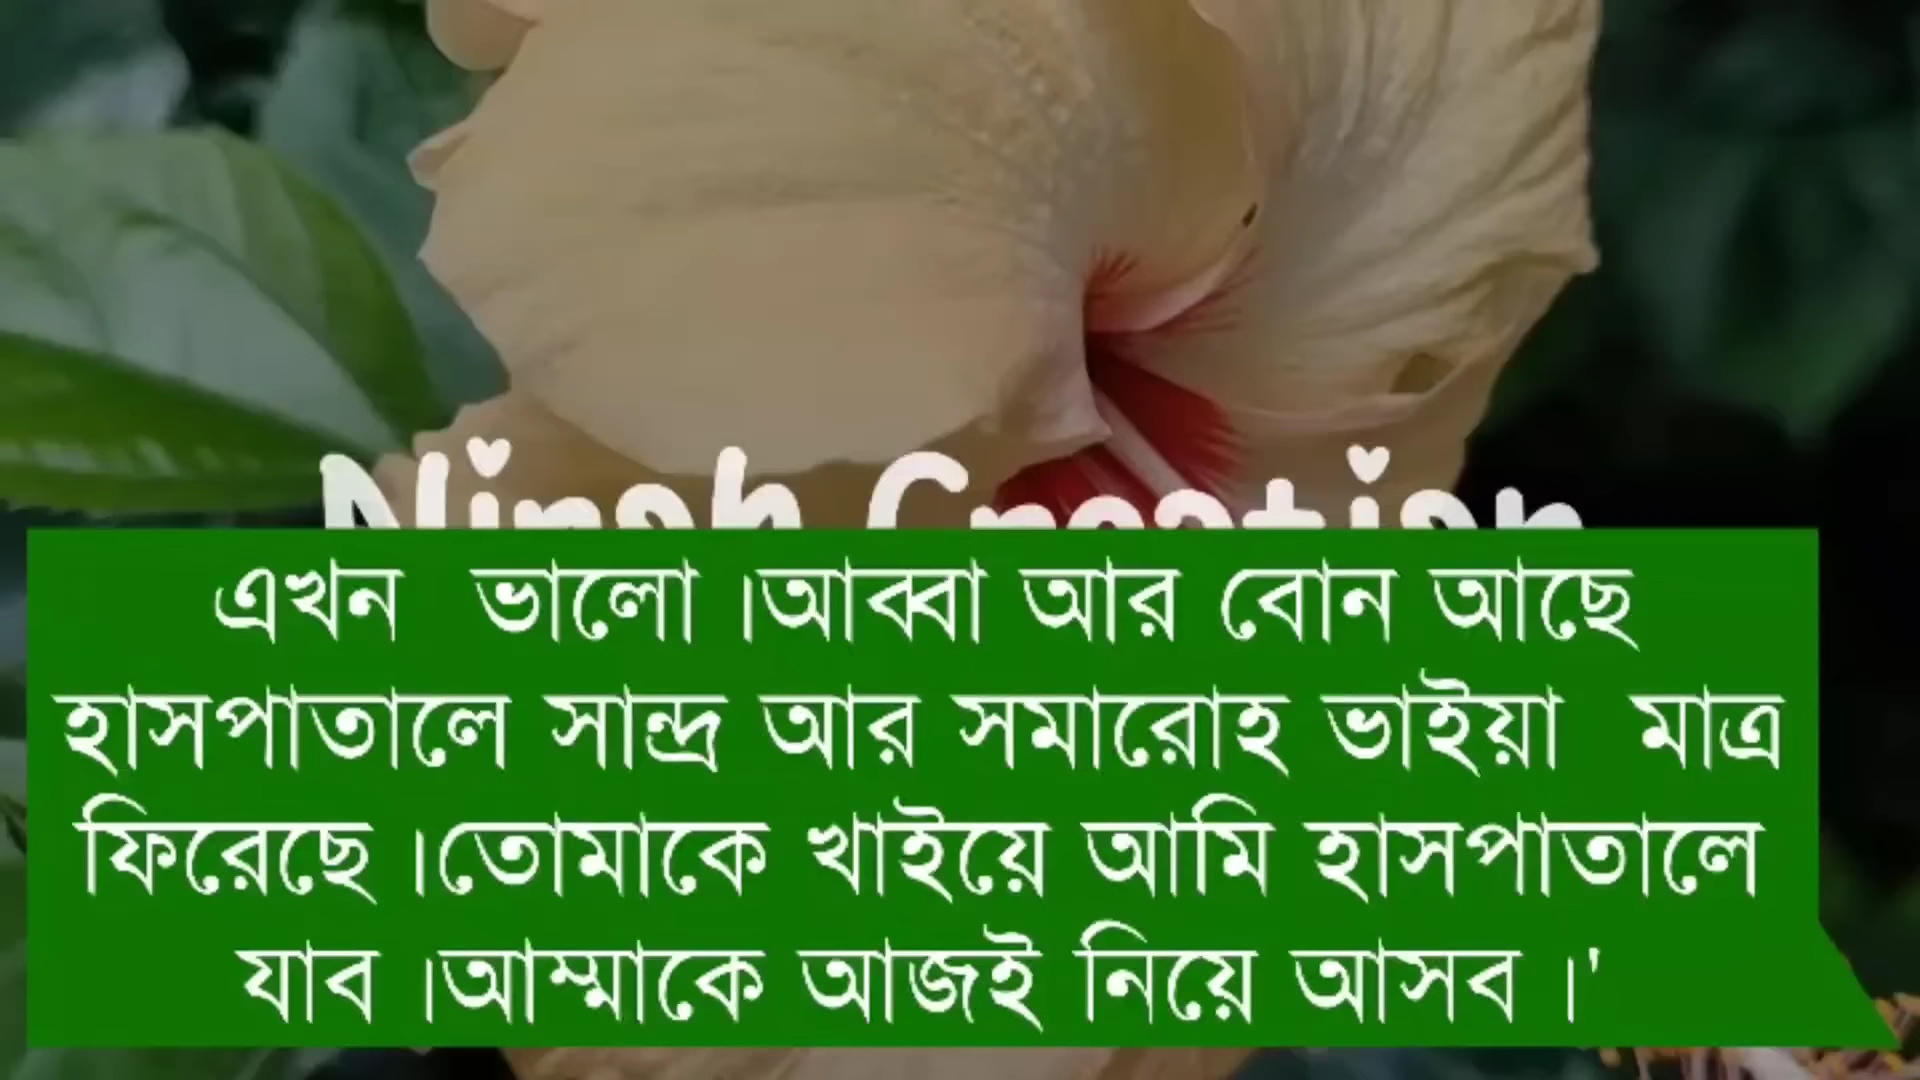 এখন  ভালো ।আব্বা আর বোন আছে
হাসপাতালে সান্দ্র আর সমারোহ ভাইয়া  মাত্র
ফিরেছে ।তোমাকে খাইয়ে আমি হাসপাতালে
যাব ।আম্মাকে আজই নিয়ে আসব ।'